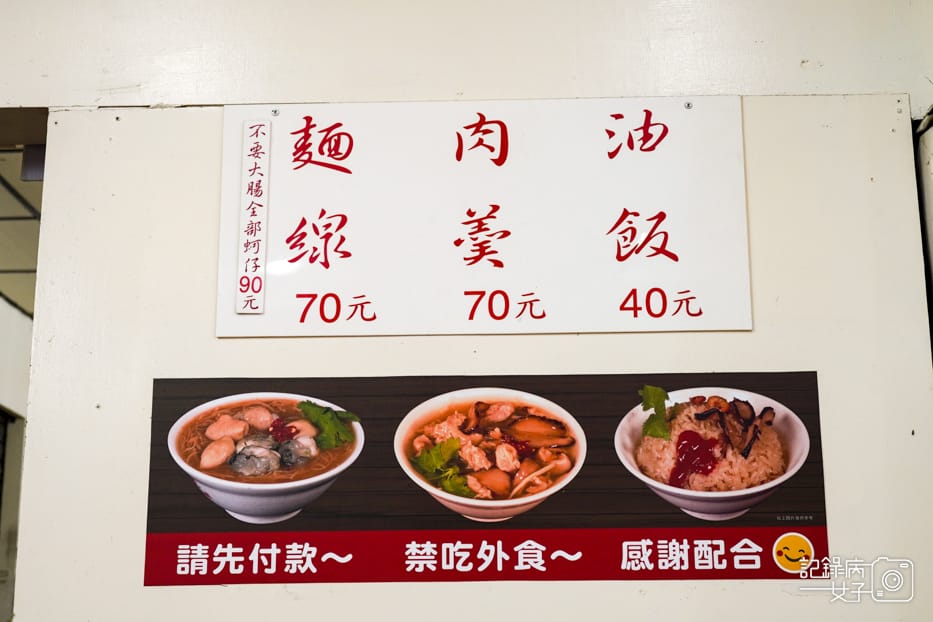 油飯 40元
肉羹 70元
麵線 70元
不要大腸全部蚵仔90元
請先付款～ 禁吃外食～ 感謝配合
記錄病女子